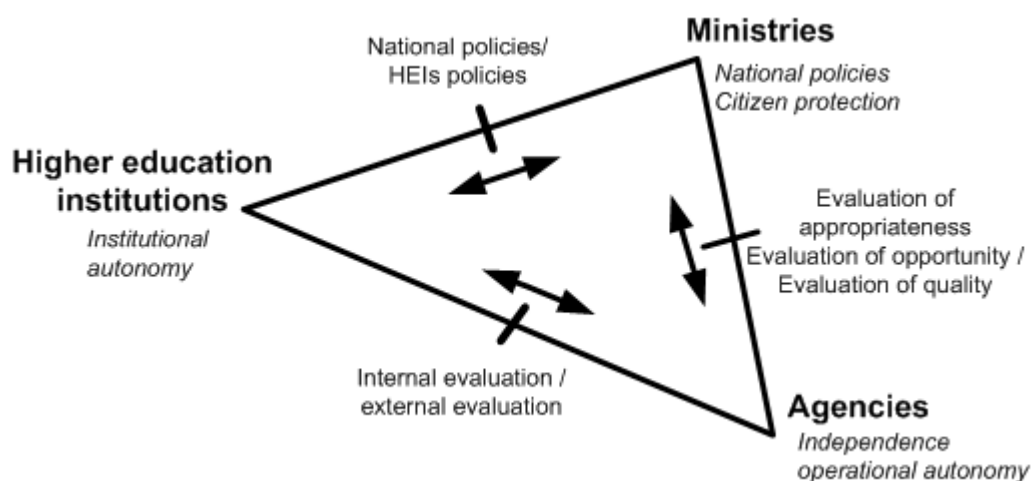 National policies/
HEIs policies
Ministries
National policies
Citizen protection
Higher education
institutions
Institutional
autonomy
Evaluation of
appropriateness
Evaluation of opportunity /
Evaluation of quality
Internal evaluation /
external evaluation
Agencies
Independence
operational autonomy